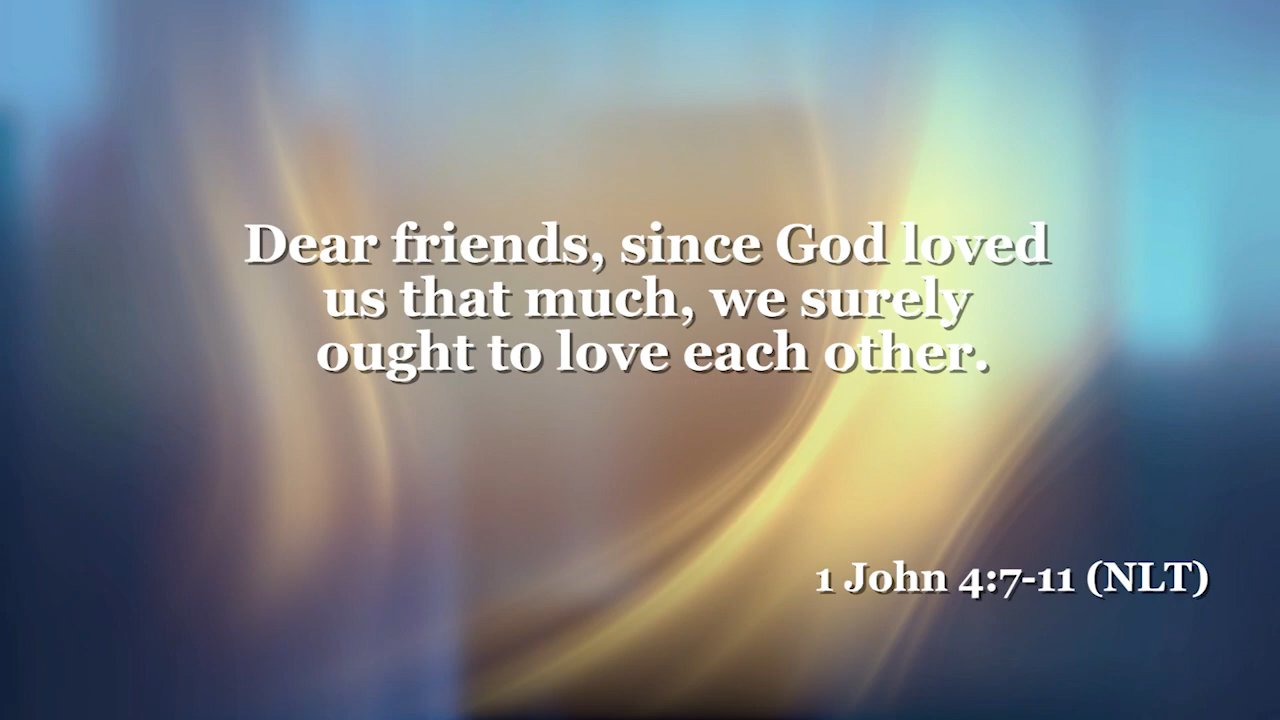 Dear friends, since God loved
us that much, we surely
ought to love each other.
1 John 4:7-11 (NLT)